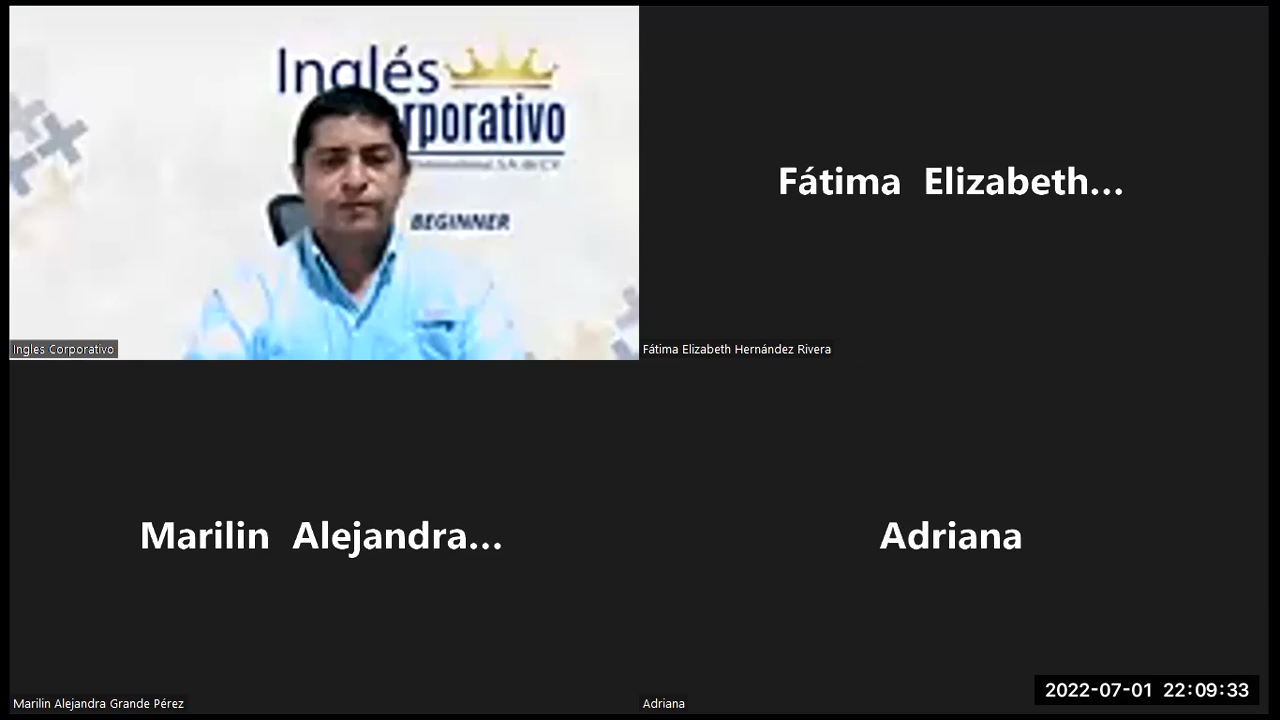 Inglés
rporativo
BEGINNER
Ingles Corporativo
Fátima Elizabeth...
Fátima Elizabeth Hernández Rivera
Marilin Alejandra...
Marilin Alejandra Grande Pérez
Adriana
Adriana
2022-07-01 22:09:33